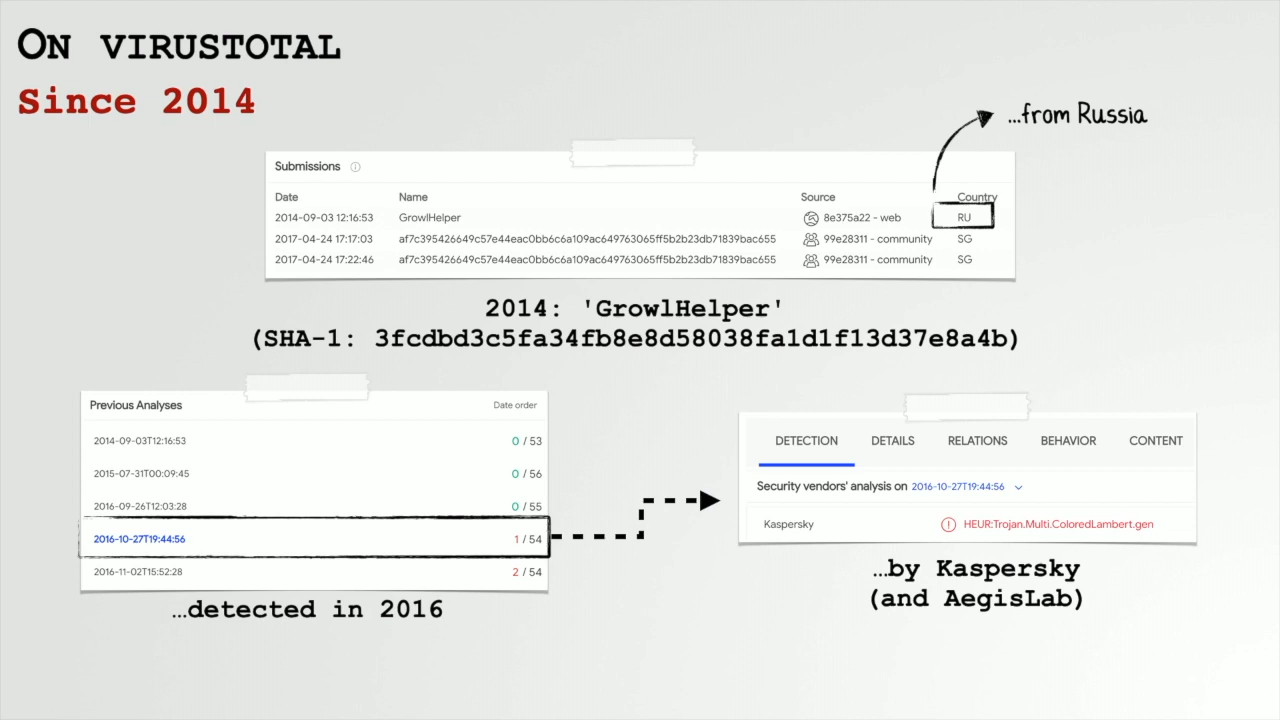 ON VIRUSTOTAL
Since 2014
…from Russia
Submissions
Date Name Source Country
2014-09-03 12:16:53 GrowlHelper 8e375a22 - web RU
2017-04-24 17:17:03 af7c395426649c57e44eac0bb6c6a109ac649763065ff5b2b23db71839bac655 99e28311 - community SG
2017-04-24 17:22:46 af7c395426649c57e44eac0bb6c6a109ac649763065ff5b2b23db71839bac655 99e28311 - community SG
2014: 'GrowlHelper'
(SHA-1: 3fcdbd3c5fa34fb8e8d58038fa1d1f13d37e8a4b)
Previous Analyses Date order
2014-09-03T12:16:53 0 / 53
2015-07-31T00:09:45 0 / 56
2016-09-26T12:03:28 0 / 55
2016-10-27T19:44:56 1 / 54
2016-11-02T15:52:28 2 / 54
…detected in 2016
DETECTION DETAILS RELATIONS BEHAVIOR CONTENT
Security vendors' analysis on 2016-10-27T19:44:56
Kaspersky HEUR:Trojan.Multi.ColoredLambert.gen
…by Kaspersky
(and AegisLab)